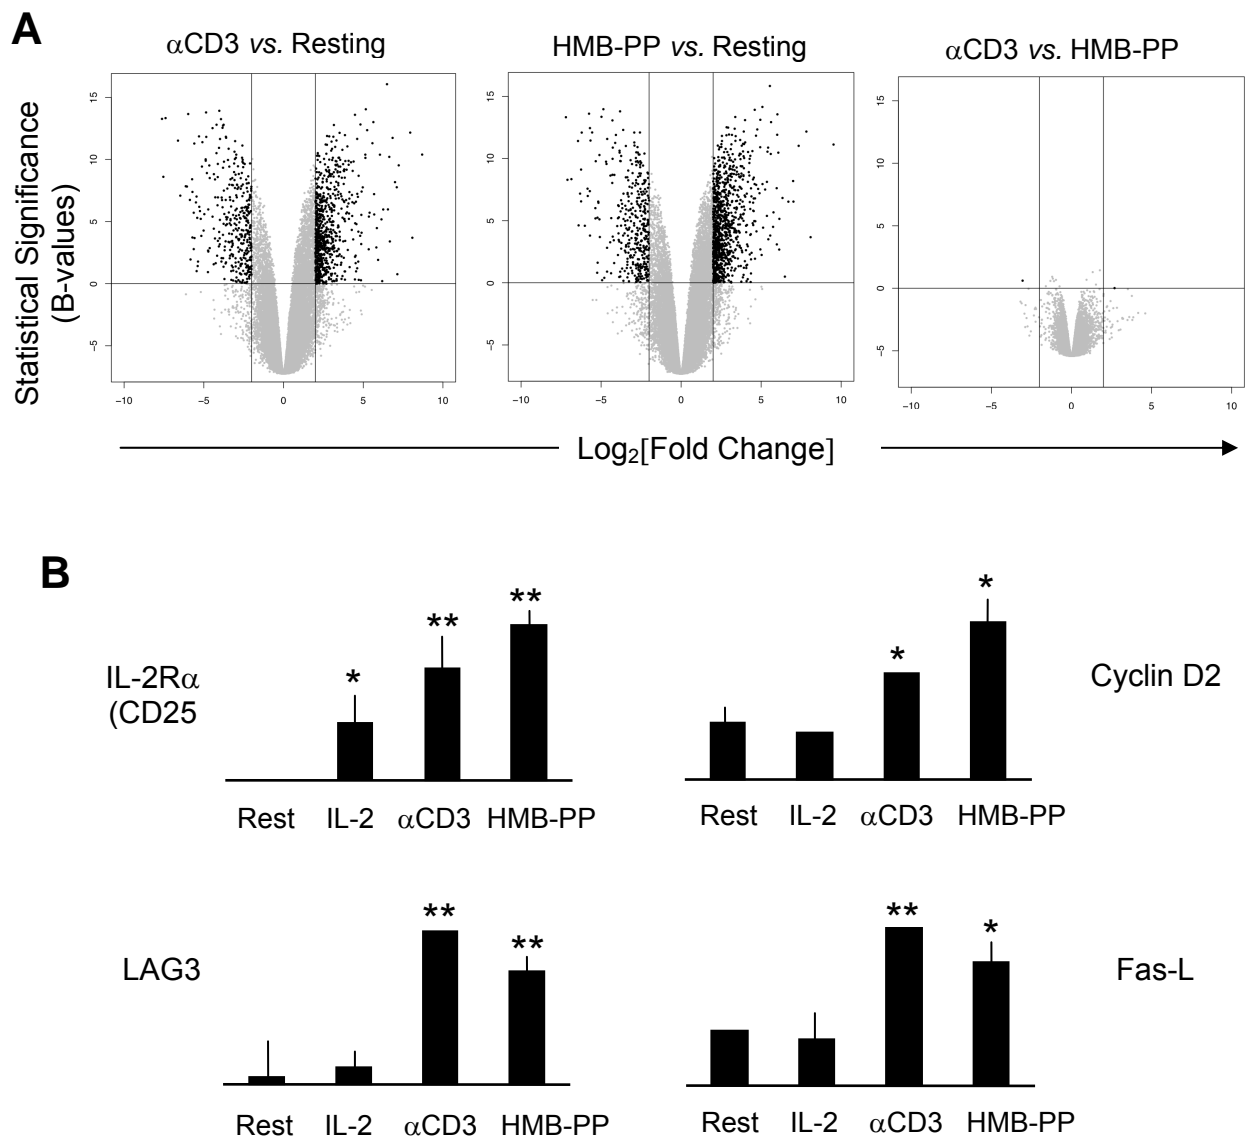 A
αCD3 vs. Resting
HMB-PP vs. Resting
αCD3 vs. HMB-PP
Statistical Significance
(B-values)
15
10
5
0
−5
−10
−5
0
5
10
15
10
5
0
−5
−10
−5
0
5
10
15
10
5
0
−5
−10
−5
0
5
10
Log₂[Fold Change]
B
IL-2Rα
(CD25
*
**
**
Rest IL-2 αCD3 HMB-PP
*
*
Cyclin D2
Rest IL-2 αCD3 HMB-PP
LAG3
**
**
Rest IL-2 αCD3 HMB-PP
**
*
Fas-L
Rest IL-2 αCD3 HMB-PP